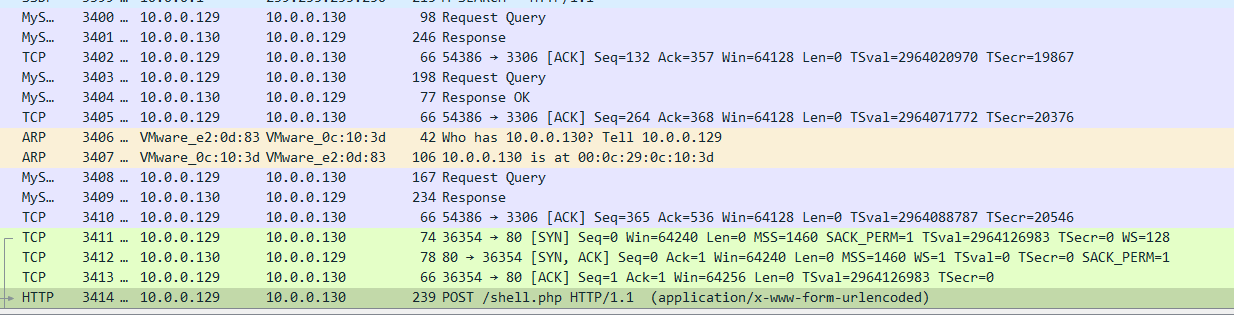 MyS… 3400 … 10.0.0.129 10.0.0.130 98 Request Query
MyS… 3401 … 10.0.0.130 10.0.0.129 246 Response
TCP 3402 … 10.0.0.129 10.0.0.130 66 54386 → 3306 [ACK] Seq=132 Ack=357 Win=64128 Len=0 TSval=2964020970 TSecr=19867
MyS… 3403 … 10.0.0.129 10.0.0.130 198 Request Query
MyS… 3404 … 10.0.0.130 10.0.0.129 77 Response OK
TCP 3405 … 10.0.0.129 10.0.0.130 66 54386 → 3306 [ACK] Seq=264 Ack=368 Win=64128 Len=0 TSval=2964071772 TSecr=20376
ARP 3406 … VMware_e2:0d:83 VMware_0c:10:3d 42 Who has 10.0.0.130? Tell 10.0.0.129
ARP 3407 … VMware_0c:10:3d VMware_e2:0d:83 106 10.0.0.130 is at 00:0c:29:0c:10:3d
MyS… 3408 … 10.0.0.129 10.0.0.130 167 Request Query
MyS… 3409 … 10.0.0.130 10.0.0.129 234 Response
TCP 3410 … 10.0.0.129 10.0.0.130 66 54386 → 3306 [ACK] Seq=365 Ack=536 Win=64128 Len=0 TSval=2964088787 TSecr=20546
TCP 3411 … 10.0.0.129 10.0.0.130 74 36354 → 80 [SYN] Seq=0 Win=64240 Len=0 MSS=1460 SACK_PERM=1 TSval=2964126983 TSecr=0 WS=128
TCP 3412 … 10.0.0.130 10.0.0.129 78 80 → 36354 [SYN, ACK] Seq=0 Ack=1 Win=64240 Len=0 MSS=1460 WS=1 TSval=0 TSecr=0 SACK_PERM=1
TCP 3413 … 10.0.0.129 10.0.0.130 66 36354 → 80 [ACK] Seq=1 Ack=1 Win=64256 Len=0 TSval=2964126983 TSecr=0
HTTP 3414 … 10.0.0.129 10.0.0.130 239 POST /shell.php HTTP/1.1 (application/x-www-form-urlencoded)